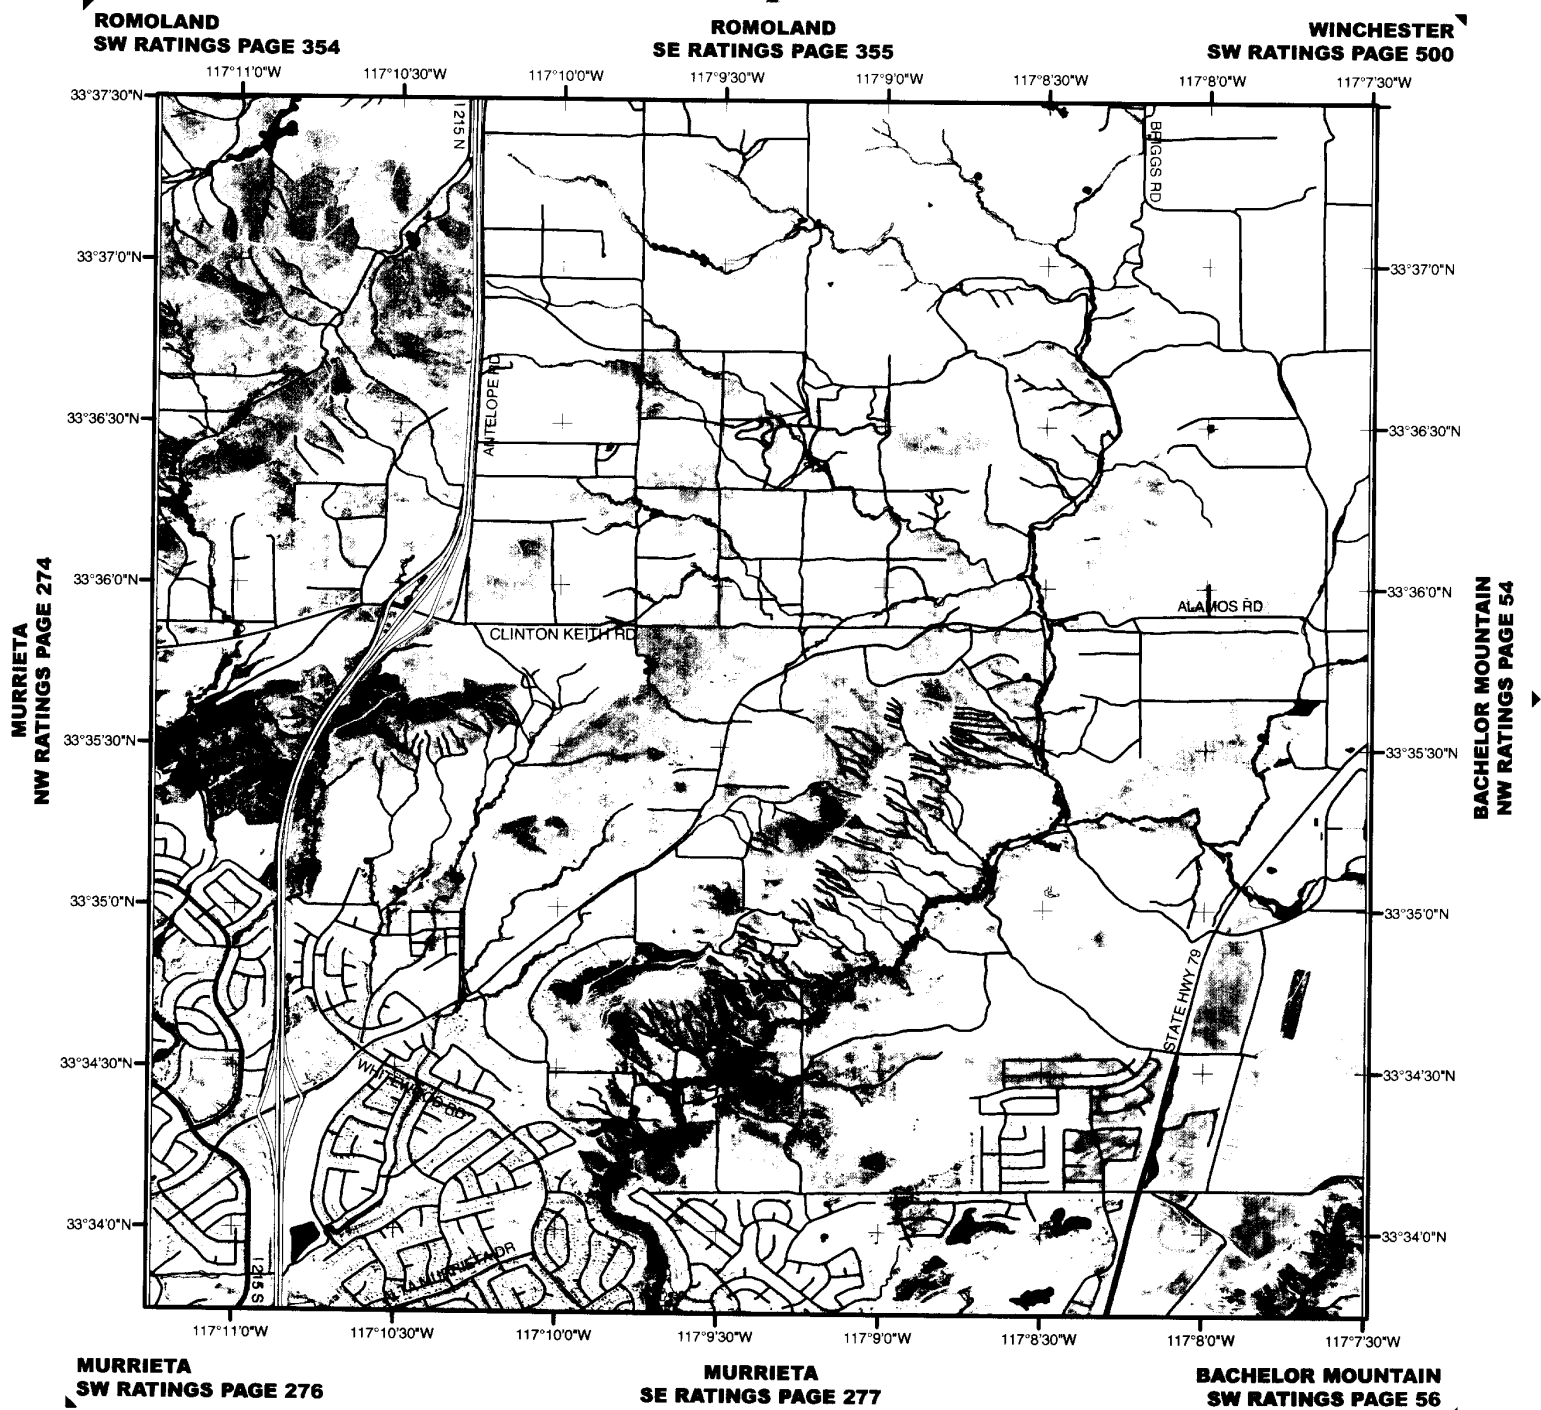 ROMOLAND
SW RATINGS PAGE 354
ROMOLAND
SE RATINGS PAGE 355
WINCHESTER
SW RATINGS PAGE 500
117°11'0"W 117°10'30"W 117°10'0"W 117°9'30"W 117°9'0"W 117°8'30"W 117°8'0"W 117°7'30"W
33°37'30"N
I 215 N
BRIGGS RD
33°37'0"N 33°37'0"N
ANTELOPE RD
33°36'30"N 33°36'30"N
MURRIETA
NW RATINGS PAGE 274
BACHELOR MOUNTAIN
NW RATINGS PAGE 54
33°36'0"N 33°36'0"N
ALAMOS RD
CLINTON KEITH RD
33°35'30"N 33°35'30"N
33°35'0"N 33°35'0"N
STATE HWY 79
33°34'30"N 33°34'30"N
WHITEWOOD RD
33°34'0"N 33°34'0"N
MURRIETA DR
I 215 S
117°11'0"W 117°10'30"W 117°10'0"W 117°9'30"W 117°9'0"W 117°8'30"W 117°8'0"W 117°7'30"W
MURRIETA
SW RATINGS PAGE 276
MURRIETA
SE RATINGS PAGE 277
BACHELOR MOUNTAIN
SW RATINGS PAGE 56